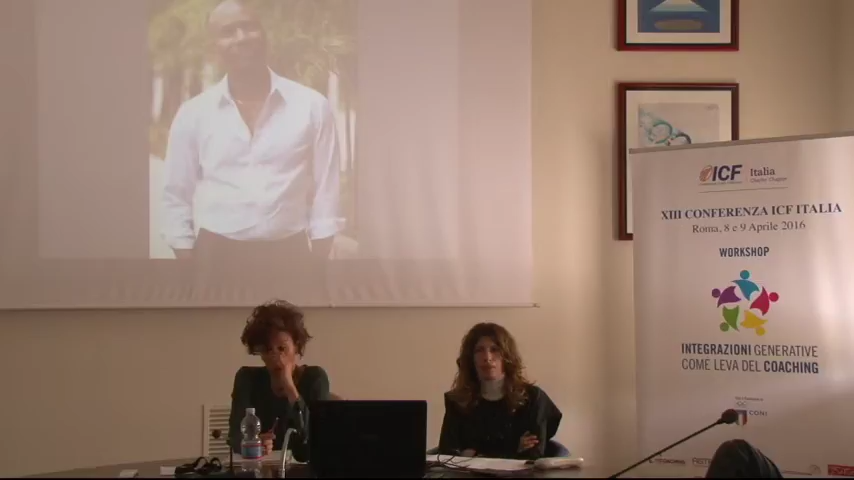 ICF Italia
Charter Chapter
XIII CONFERENZA ICF ITALIA
Roma, 8 e 9 Aprile 2016
WORKSHOP
INTEGRAZIONI GENERATIVE
COME LEVA DEL COACHING
CONI